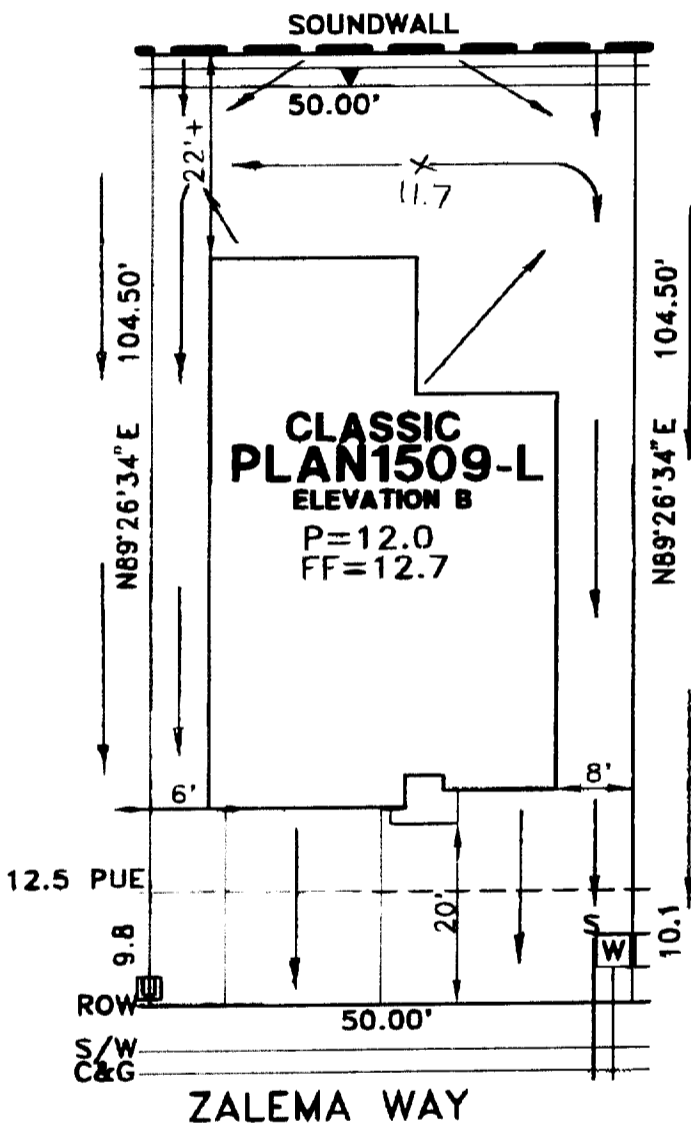 SOUNDWALL
50.00'
22'+
11.7
104.50'
N89°26'34"E
104.50'
N89°26'34"E
CLASSIC
PLAN1509-L
ELEVATION B
P=12.0
FF=12.7
6'
8'
12.5 PUE
20'
9.8
S
W
10.1
U
ROW
50.00'
S/W
C&G
ZALEMA WAY